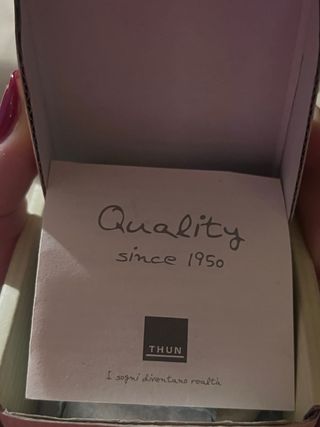 Quality
since 1950
THUN
I sogni diventano realtà